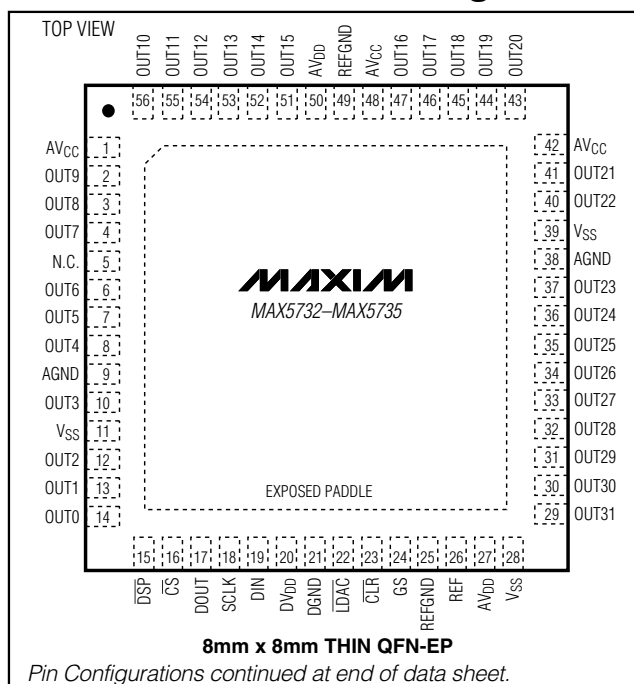 TOP VIEW
OUT10
OUT11
OUT12
OUT13
OUT14
OUT15
AVDD
REFGND
AVCC
OUT16
OUT17
OUT18
OUT19
OUT20
56 55 54 53 52 51 50 49 48 47 46 45 44 43
AVCC 1
OUT9 2
OUT8 3
OUT7 4
N.C. 5
OUT6 6
OUT5 7
OUT4 8
AGND 9
OUT3 10
VSS 11
OUT2 12
OUT1 13
OUT0 14
42 AVCC
41 OUT21
40 OUT22
39 VSS
38 AGND
37 OUT23
36 OUT24
35 OUT25
34 OUT26
33 OUT27
32 OUT28
31 OUT29
30 OUT30
29 OUT31
MAXIM
MAX5732–MAX5735
EXPOSED PADDLE
15 16 17 18 19 20 21 22 23 24 25 26 27 28
DSP
CS
DOUT
SCLK
DIN
DVDD
DGND
LDAC
CLR
GS
REFGND
REF
AVDD
VSS
8mm x 8mm THIN QFN-EP
Pin Configurations continued at end of data sheet.